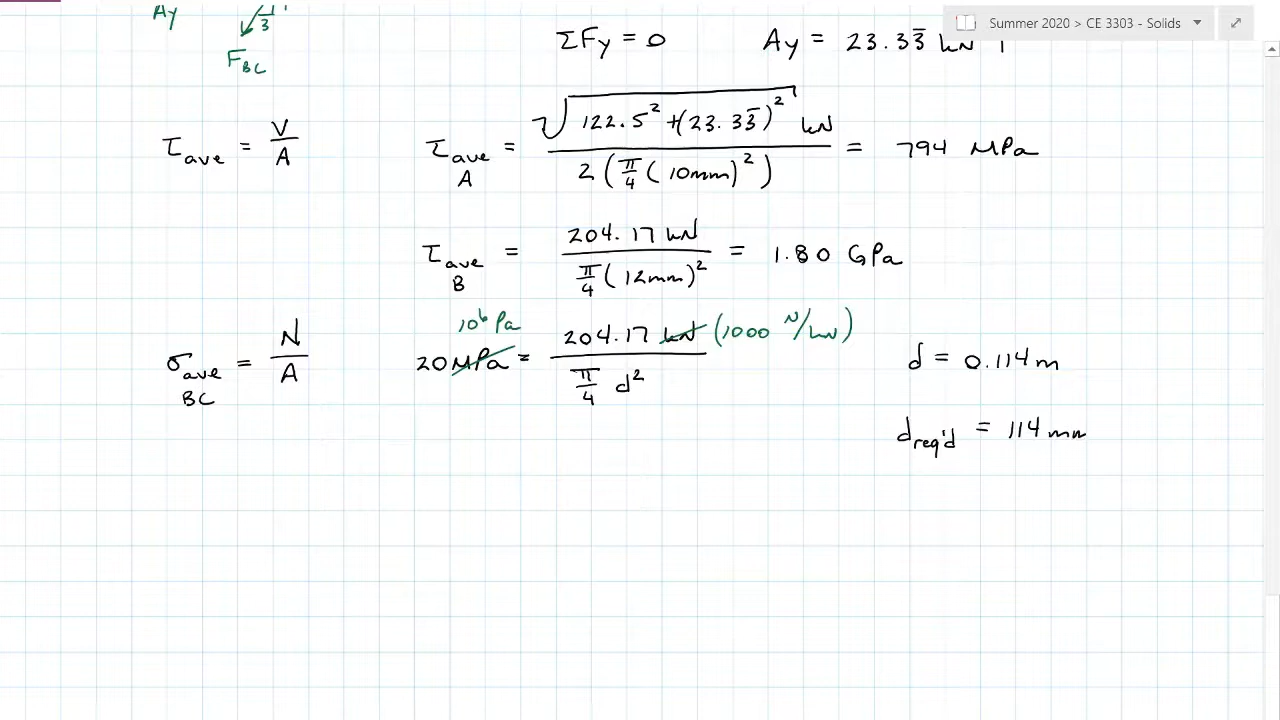 Summer 2020 > CE 3303 - Solids
Ay
3
F_BC
ΣFy = 0 Ay = 23.33̅ kN
τ_ave = V/A
τ_ave A = √(122.5² + (23.33̅)²) kN / 2(π/4 (10mm)²) = 794 MPa
τ_ave B = 204.17 kN / π/4 (12mm)² = 1.80 GPa
10⁶ Pa
σ_ave BC = N/A 20 MPa = 204.17 kN (1000 N/kN) / π/4 d² d = 0.114 m
d_req'd = 114 mm